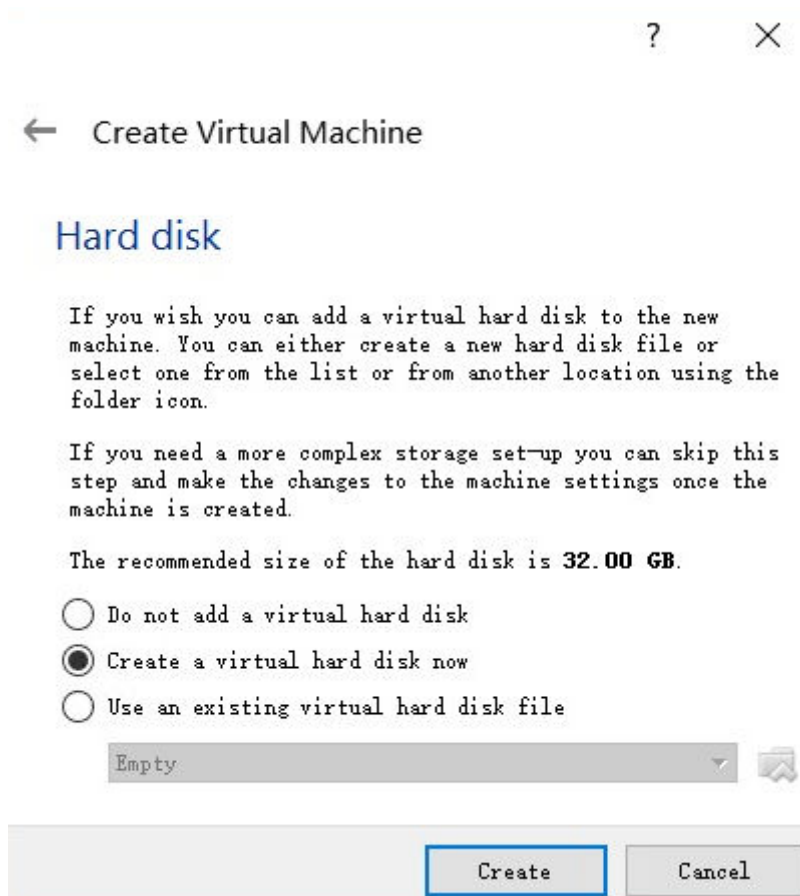 ?
Create Virtual Machine
Hard disk
If you wish you can add a virtual hard disk to the new
machine. You can either create a new hard disk file or
select one from the list or from another location using the
folder icon.
If you need a more complex storage set-up you can skip this
step and make the changes to the machine settings once the
machine is created.
The recommended size of the hard disk is 32.00 GB.
Do not add a virtual hard disk
Create a virtual hard disk now
Use an existing virtual hard disk file
Empty
Create Cancel